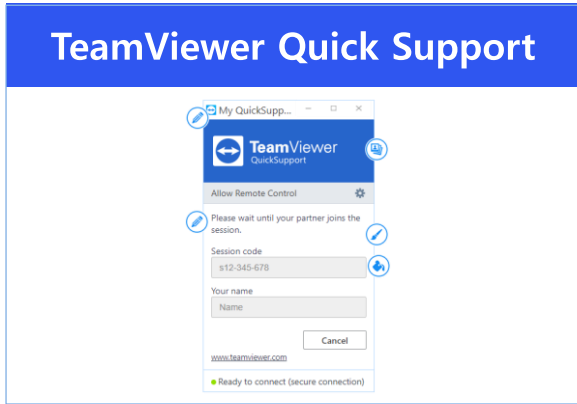 TeamViewer Quick Support
My QuickSupp...
TeamViewer
QuickSupport
Allow Remote Control
Please wait until your partner joins the
session.
Session code
s12-345-678
Your name
Name
Cancel
www.teamviewer.com
Ready to connect (secure connection)